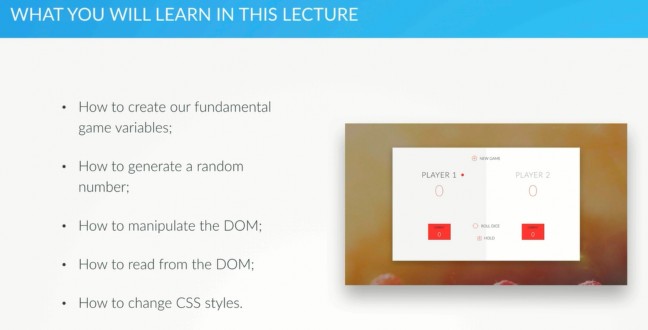 WHAT YOU WILL LEARN IN THIS LECTURE
• How to create our fundamental
game variables;
• How to generate a random
number;
• How to manipulate the DOM;
• How to read from the DOM;
• How to change CSS styles.
NEW GAME
PLAYER 1
PLAYER 2
0
0
ROLL DICE
HOLD
0
0